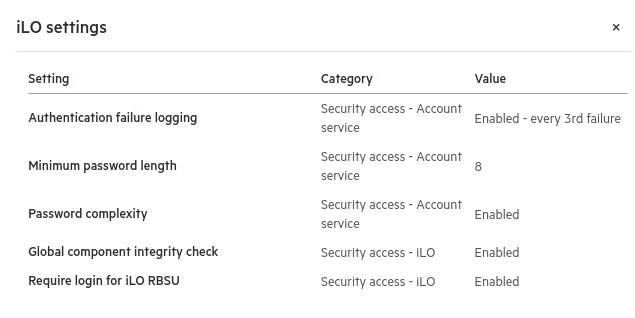 iLO settings ×
Setting Category Value
Authentication failure logging Security access - Account service Enabled - every 3rd failure
Minimum password length Security access - Account service 8
Password complexity Security access - Account service Enabled
Global component integrity check Security access - iLO Enabled
Require login for iLO RBSU Security access - iLO Enabled